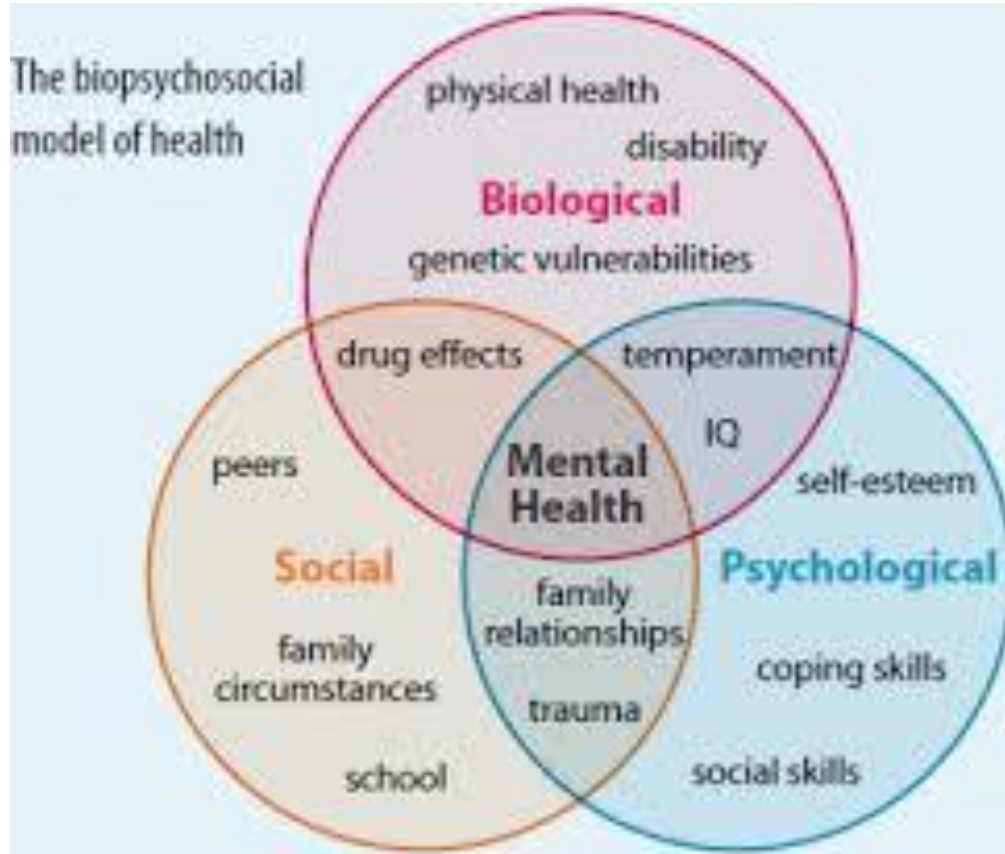 The biopsychosocial
model of health
physical health
disability
Biological
genetic vulnerabilities
drug effects
temperament
IQ
Mental
Health
peers
self-esteem
Social
Psychological
family
relationships
family
circumstances
coping skills
trauma
school
social skills